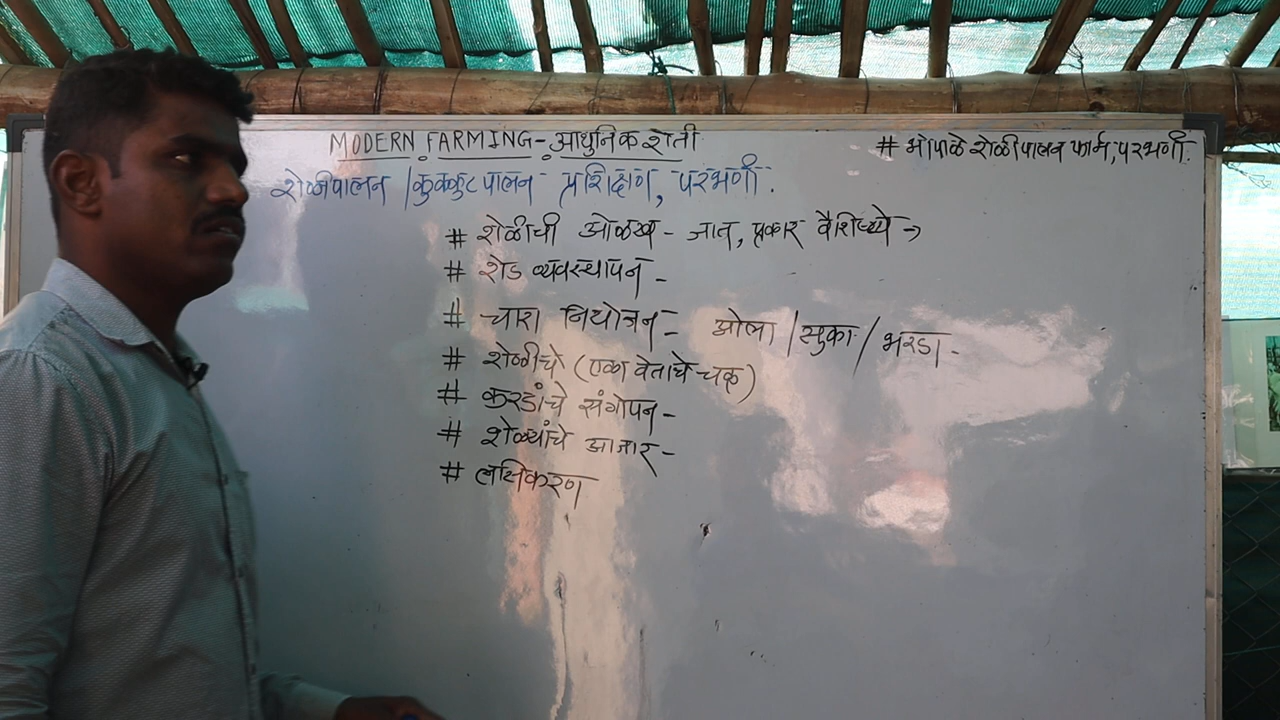 MODERN FARMING - आधुनिक शेती
# भोपाळे शेळीपालन फार्म, परभणी.
शेळीपालन / कुक्कुटपालन प्रशिक्षण, परभणी.
# शेळीची ओळख - जात, प्रकार वैशिष्ट्ये →
# शेड व्यवस्थापन -
# चारा नियोजन - ओला / सुका / भरडा -
# शेळीचे (एका वेताचे चक्र)
# करडांचे संगोपन -
# शेळ्यांचे आजार -
# लसिकरण